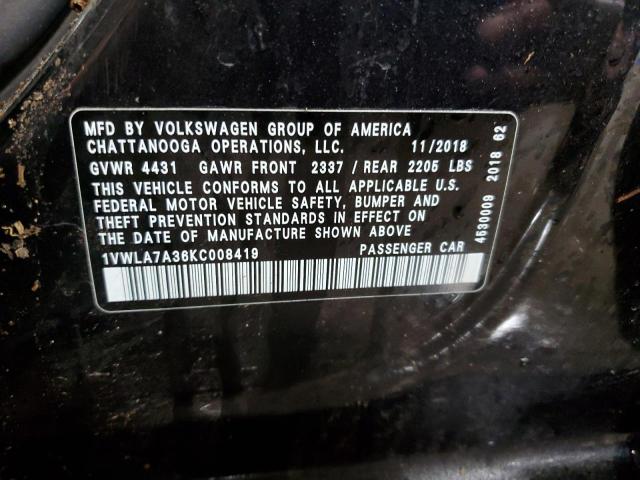 MFD BY VOLKSWAGEN GROUP OF AMERICA
CHATTANOOGA OPERATIONS, LLC. 11/2018
GVWR 4431 GAWR FRONT 2337 / REAR 2205 LBS
THIS VEHICLE CONFORMS TO ALL APPLICABLE U.S.
FEDERAL MOTOR VEHICLE SAFETY, BUMPER AND
THEFT PREVENTION STANDARDS IN EFFECT ON
THE DATE OF MANUFACTURE SHOWN ABOVE
1VWLA7A36KC008419 PASSENGER CAR
4530009 2018 62